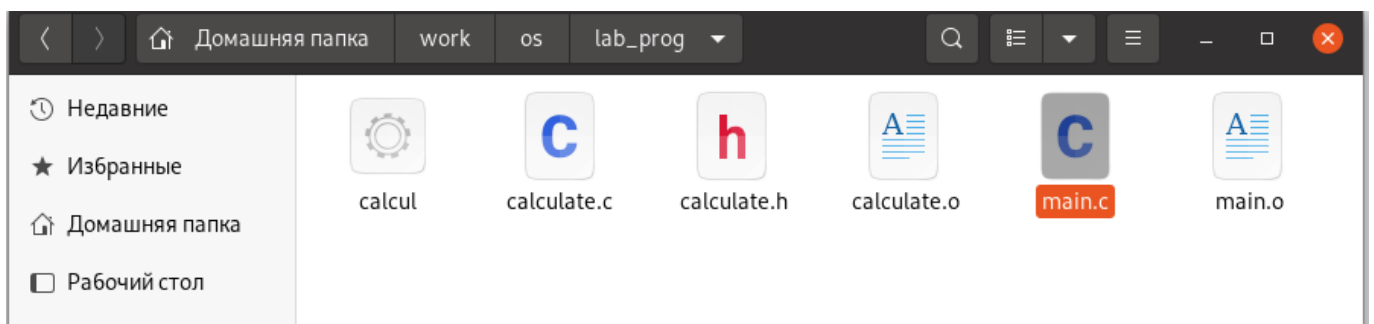 Домашняя папка work os lab_prog
Недавние
Избранные
Домашняя папка
Рабочий стол
C C h A A C A
calcul calculate.c calculate.h calculate.o main.c main.o